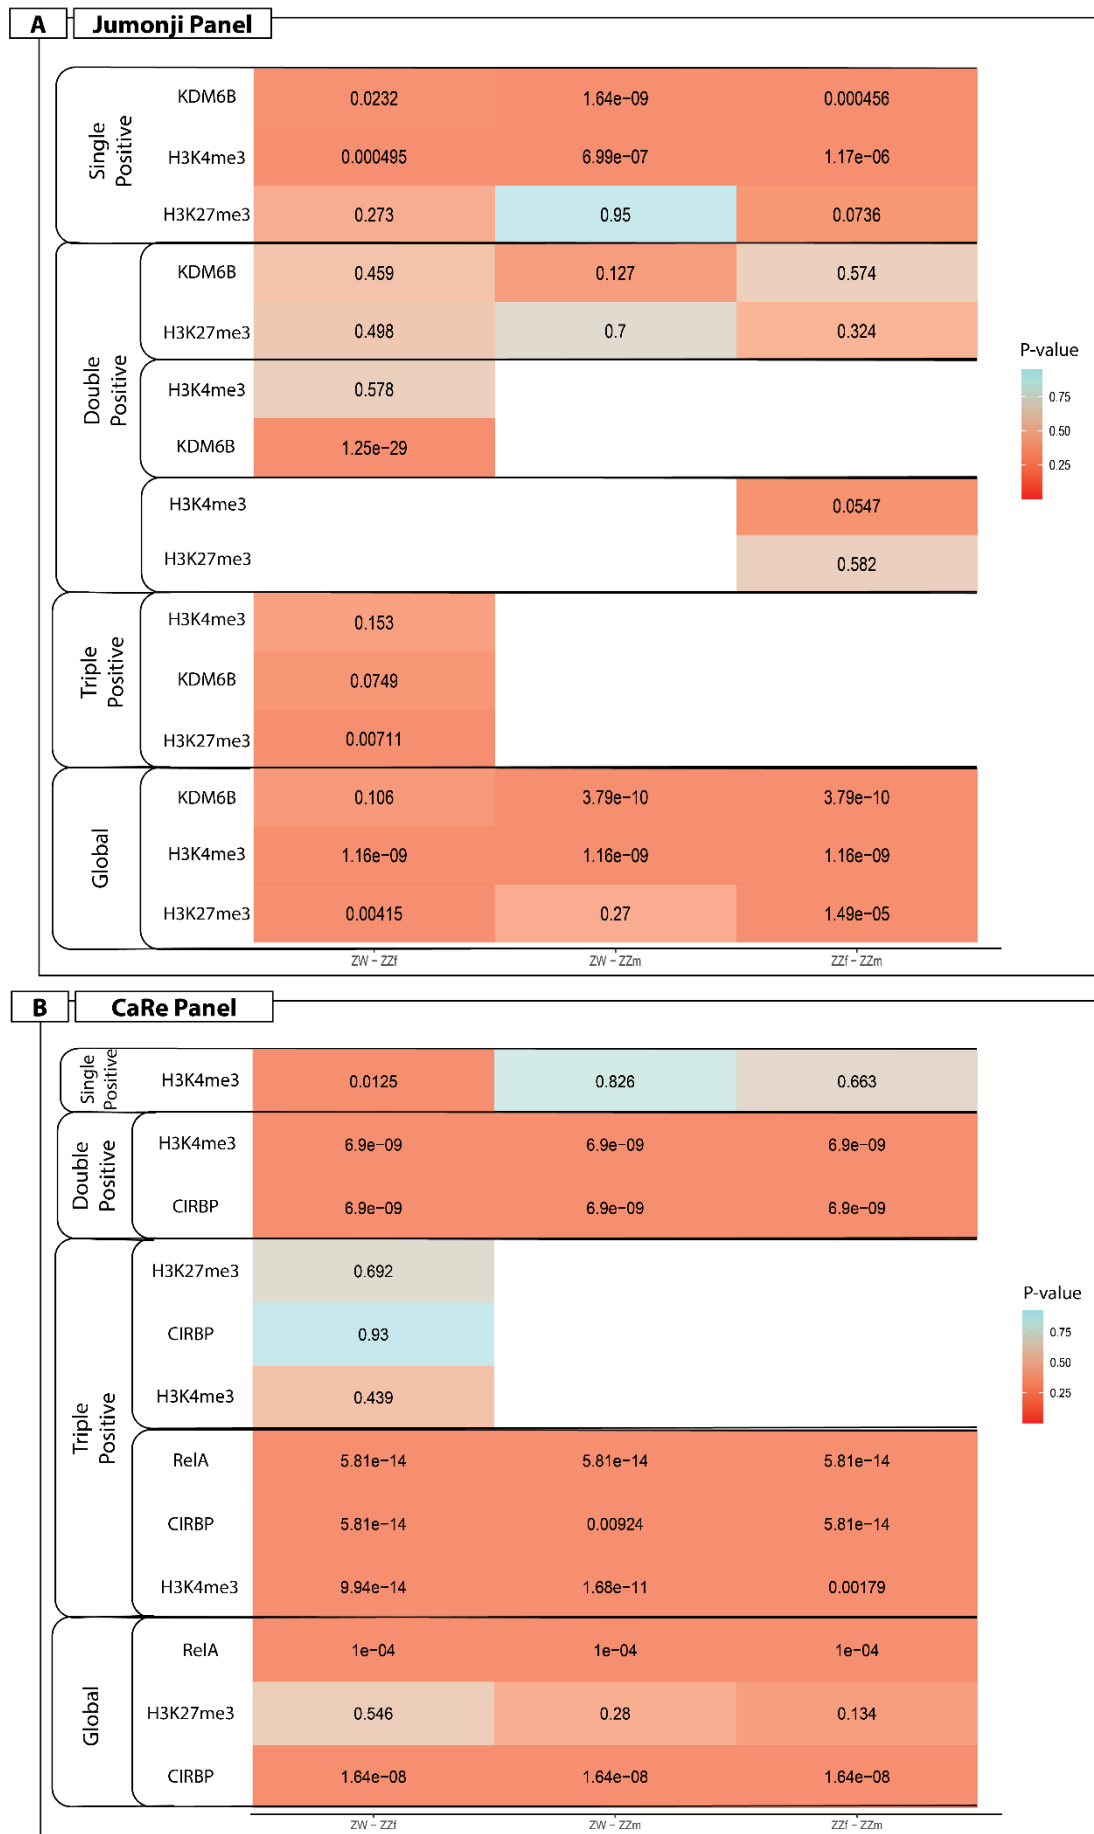 A Jumonji Panel
Single
Positive
KDM6B 0.0232 1.64e−09 0.000456
H3K4me3 0.000495 6.99e−07 1.17e−06
H3K27me3 0.273 0.95 0.0736
Double
Positive
KDM6B 0.459 0.127 0.574
H3K27me3 0.498 0.7 0.324
H3K4me3 0.578
KDM6B 1.25e−29
H3K4me3 0.0547
H3K27me3 0.582
Triple
Positive
H3K4me3 0.153
KDM6B 0.0749
H3K27me3 0.00711
Global
KDM6B 0.106 3.79e−10 3.79e−10
H3K4me3 1.16e−09 1.16e−09 1.16e−09
H3K27me3 0.00415 0.27 1.49e−05
ZW − ZZf ZW − ZZm ZZf − ZZm
P-value
0.75
0.50
0.25
B CaRe Panel
Single
Positive
H3K4me3 0.0125 0.826 0.663
Double
Positive
H3K4me3 6.9e−09 6.9e−09 6.9e−09
CIRBP 6.9e−09 6.9e−09 6.9e−09
Triple
Positive
H3K27me3 0.692
CIRBP 0.93
H3K4me3 0.439
RelA 5.81e−14 5.81e−14 5.81e−14
CIRBP 5.81e−14 0.00924 5.81e−14
H3K4me3 9.94e−14 1.68e−11 0.00179
Global
RelA 1e−04 1e−04 1e−04
H3K27me3 0.546 0.28 0.134
CIRBP 1.64e−08 1.64e−08 1.64e−08
ZW − ZZf ZW − ZZm ZZf − ZZm
P-value
0.75
0.50
0.25